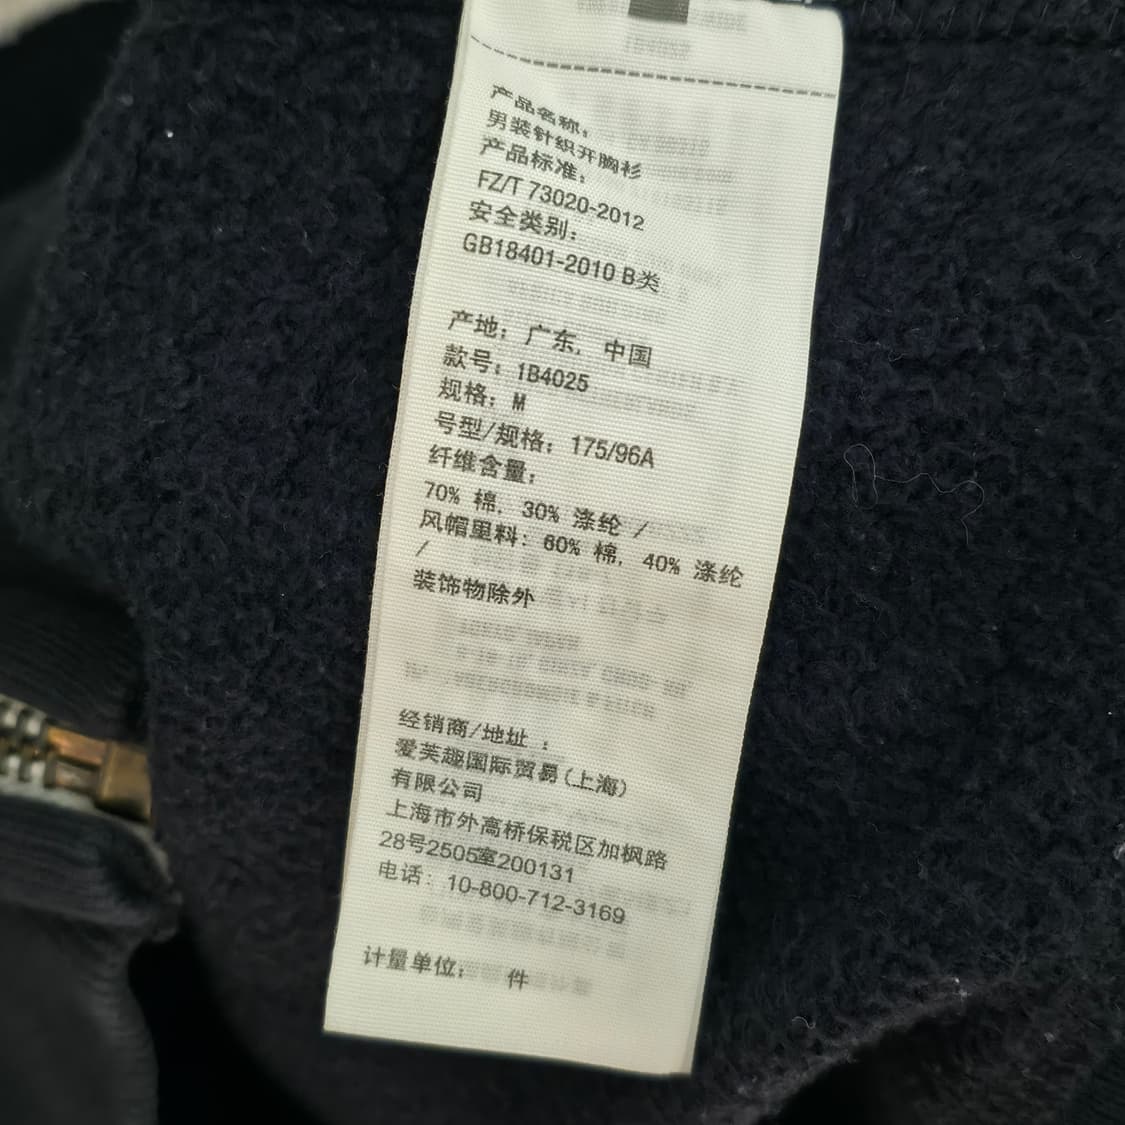 产品名称：
男装针织开胸衫
产品标准：
FZ/T 73020-2012
安全类别：
GB18401-2010 B类
产地：广东，中国
款号：1B4025
规格：M
号型/规格：175/96A
纤维含量：
70% 棉，30% 涤纶 /
风帽里料：60% 棉，40% 涤纶
/
装饰物除外
经销商/地址 ：
爱芙趣国际贸易(上海)
有限公司
上海市外高桥保税区加枫路
28号2505室200131
电话：10-800-712-3169
计量单位： 件